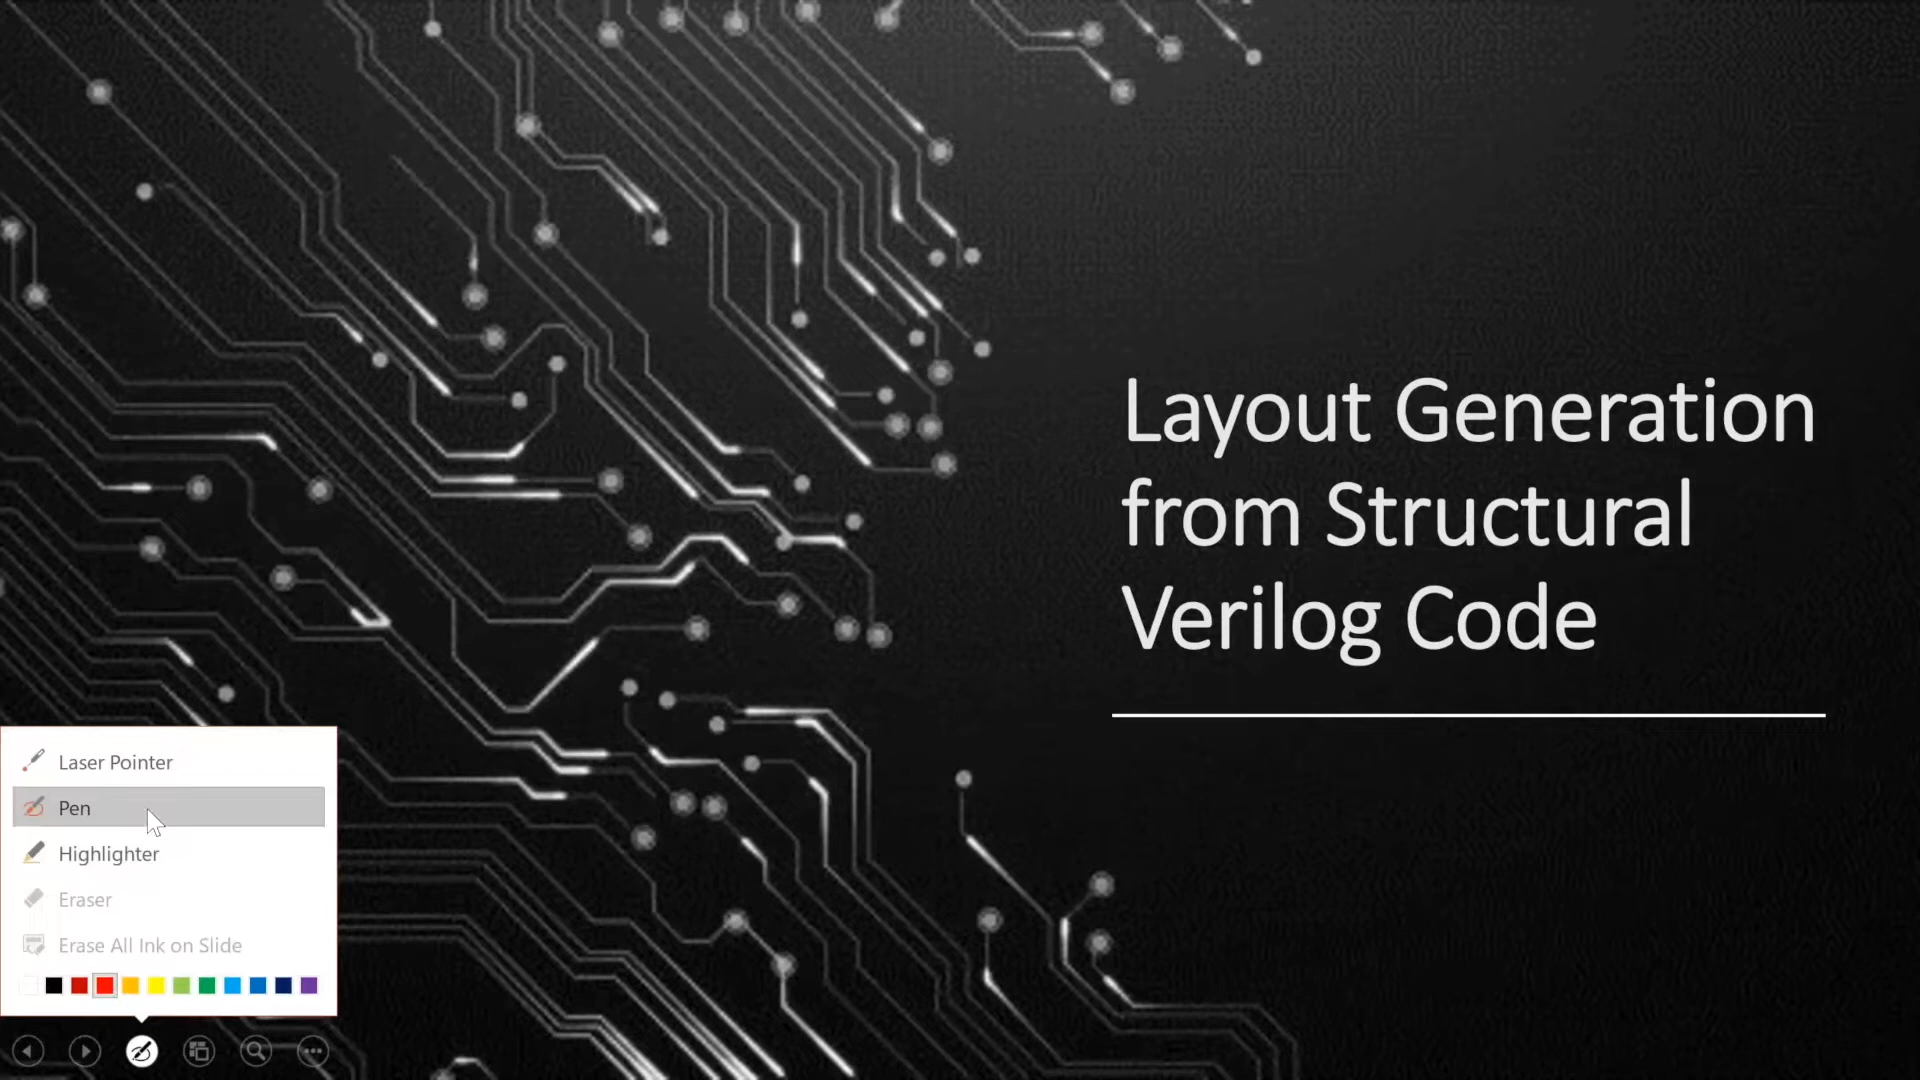 Layout Generation
from Structural
Verilog Code
Laser Pointer
Pen
Highlighter
Eraser
Erase All Ink on Slide